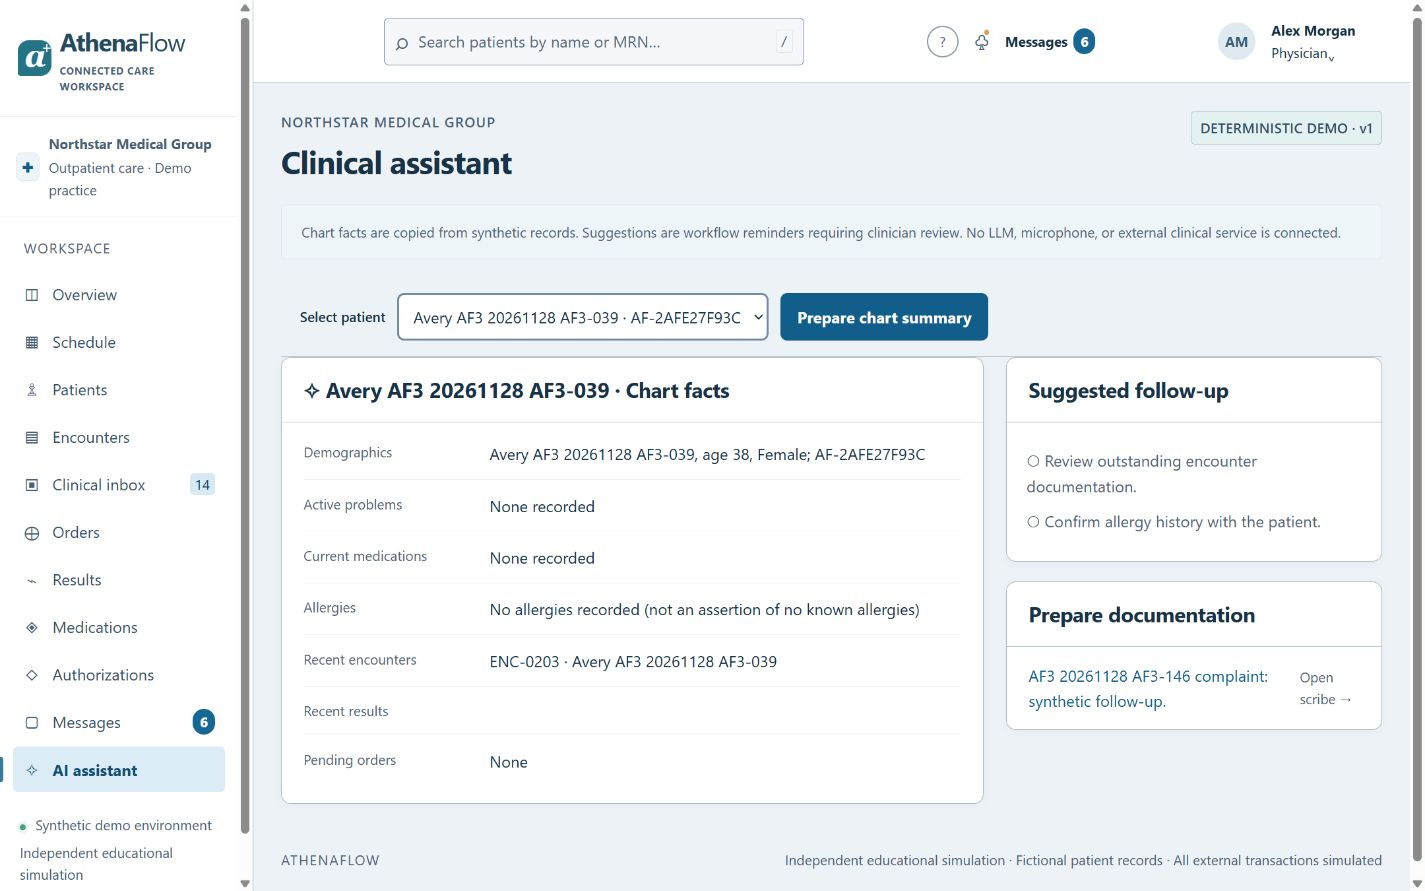 AthenaFlow
CONNECTED CARE
WORKSPACE
Northstar Medical Group
Outpatient care · Demo
practice
WORKSPACE
Overview
Schedule
Patients
Encounters
Clinical inbox 14
Orders
Results
Medications
Authorizations
Messages 6
AI assistant
Synthetic demo environment
Independent educational
simulation
Search patients by name or MRN... /
? Messages 6
AM Alex Morgan
Physician
NORTHSTAR MEDICAL GROUP
DETERMINISTIC DEMO · v1
Clinical assistant
Chart facts are copied from synthetic records. Suggestions are workflow reminders requiring clinician review. No LLM, microphone, or external clinical service is connected.
Select patient Avery AF3 20261128 AF3-039 · AF-2AFE27F93C Prepare chart summary
Avery AF3 20261128 AF3-039 · Chart facts
Demographics Avery AF3 20261128 AF3-039, age 38, Female; AF-2AFE27F93C
Active problems None recorded
Current medications None recorded
Allergies No allergies recorded (not an assertion of no known allergies)
Recent encounters ENC-0203 · Avery AF3 20261128 AF3-039
Recent results
Pending orders None
Suggested follow-up
Review outstanding encounter
documentation.
Confirm allergy history with the patient.
Prepare documentation
AF3 20261128 AF3-146 complaint:
synthetic follow-up.
Open
scribe →
ATHENAFLOW
Independent educational simulation · Fictional patient records · All external transactions simulated